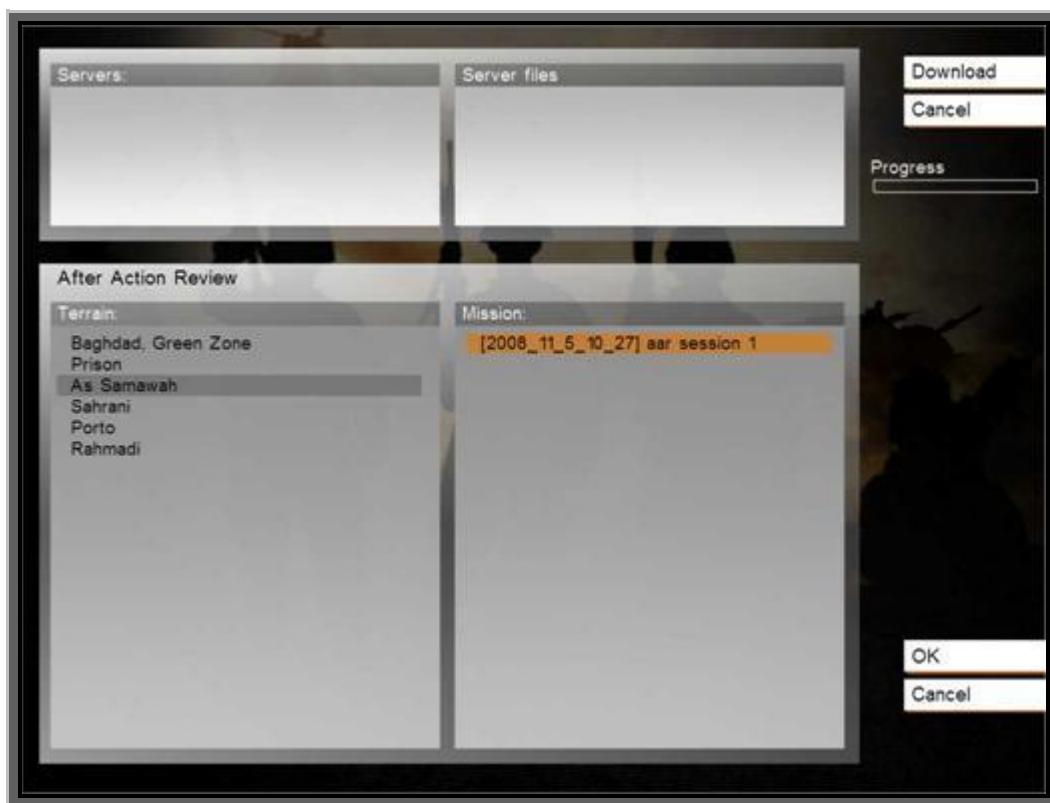 Servers:
Server files
Download
Cancel
Progress
After Action Review
Terrain:
Mission:
Baghdad, Green Zone
Prison
As Samawah
Sahrani
Porto
Rahmadi
[2008_11_5_10_27] aar session 1
OK
Cancel